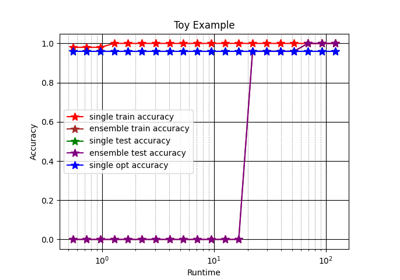 Toy Example
1.0
0.8
0.6
0.4
0.2
0.0
Accuracy
single train accuracy
ensemble train accuracy
single test accuracy
ensemble test accuracy
single opt accuracy
10⁰
10¹
10²
Runtime